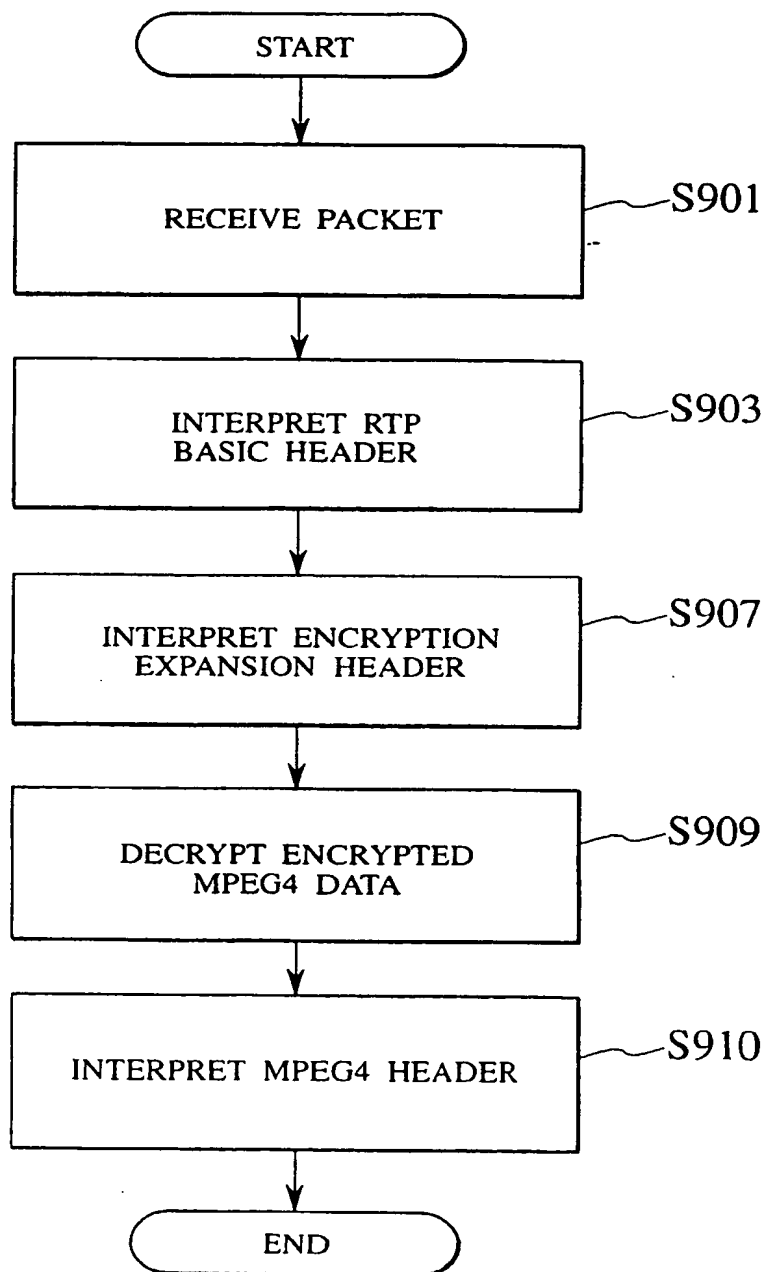 START
RECEIVE PACKET
S901
INTERPRET RTP
BASIC HEADER
S903
INTERPRET ENCRYPTION
EXPANSION HEADER
S907
DECRYPT ENCRYPTED
MPEG4 DATA
S909
INTERPRET MPEG4 HEADER
S910
END